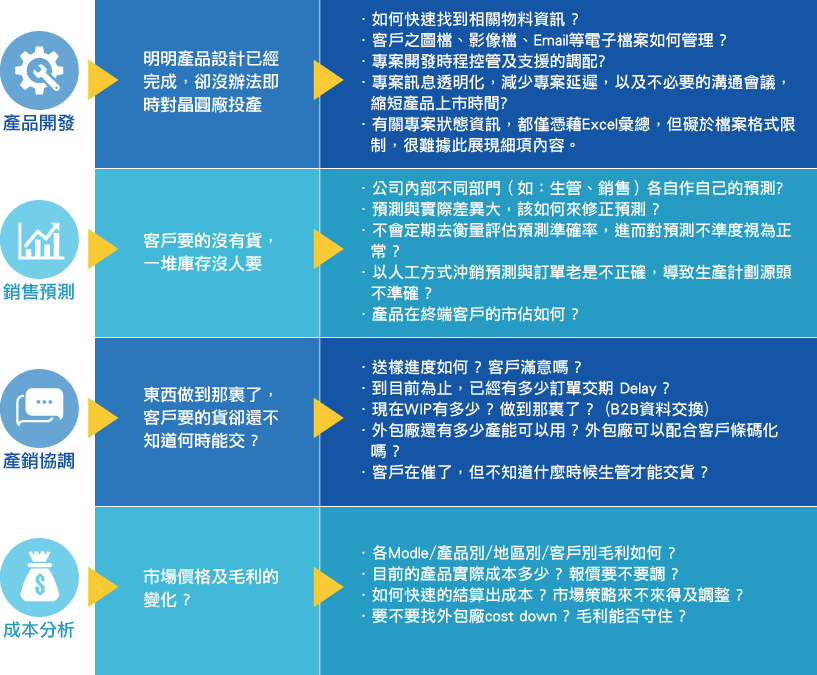 產品開發
明明產品設計已經
完成，卻沒辦法即
時對晶圓廠投產
· 如何快速找到相關物料資訊？
· 客戶之圖檔、影像檔、Email等電子檔案如何管理？
· 專案開發時程控管及支援的調配?
· 專案訊息透明化，減少專案延遲，以及不必要的溝通會議，
縮短產品上市時間?
· 有關專案狀態資訊，都僅憑藉Excel彙總，但礙於檔案格式限
制，很難據此展現細項內容。
銷售預測
客戶要的沒有貨，
一堆庫存沒人要
· 公司內部不同部門（如：生管、銷售）各自作自己的預測?
· 預測與實際差異大，該如何來修正預測？
· 不會定期去衡量評估預測準確率，進而對預測不準度視為正
常？
· 以人工方式沖銷預測與訂單老是不正確，導致生產計劃源頭
不準確？
· 產品在終端客戶的市佔如何？
產銷協調
東西做到那裏了，
客戶要的貨卻還不
知道何時能交？
· 送樣進度如何？客戶滿意嗎？
· 到目前為止，已經有多少訂單交期 Delay？
· 現在WIP有多少？做到那裏了？（B2B資料交換）
· 外包廠還有多少產能可以用？外包廠可以配合客戶條碼化
嗎？
· 客戶在催了，但不知道什麼時候生管才能交貨？
成本分析
市場價格及毛利的
變化？
· 各Modle/產品別/地區別/客戶別毛利如何？
· 目前的產品實際成本多少？報價要不要調？
· 如何快速的結算出成本？市場策略來不來得及調整？
· 要不要找外包廠cost down？毛利能否守住？